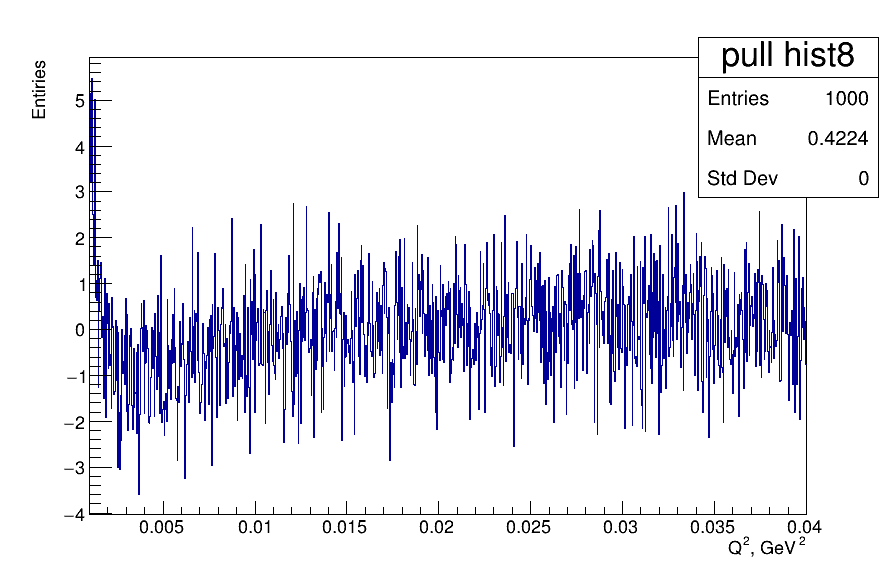 pull hist8
Entries 1000
Mean 0.4224
Std Dev 0
Entiries
5
4
3
2
1
0
−1
−2
−3
−4
0.005 0.01 0.015 0.02 0.025 0.03 0.035 0.04
Q², GeV²